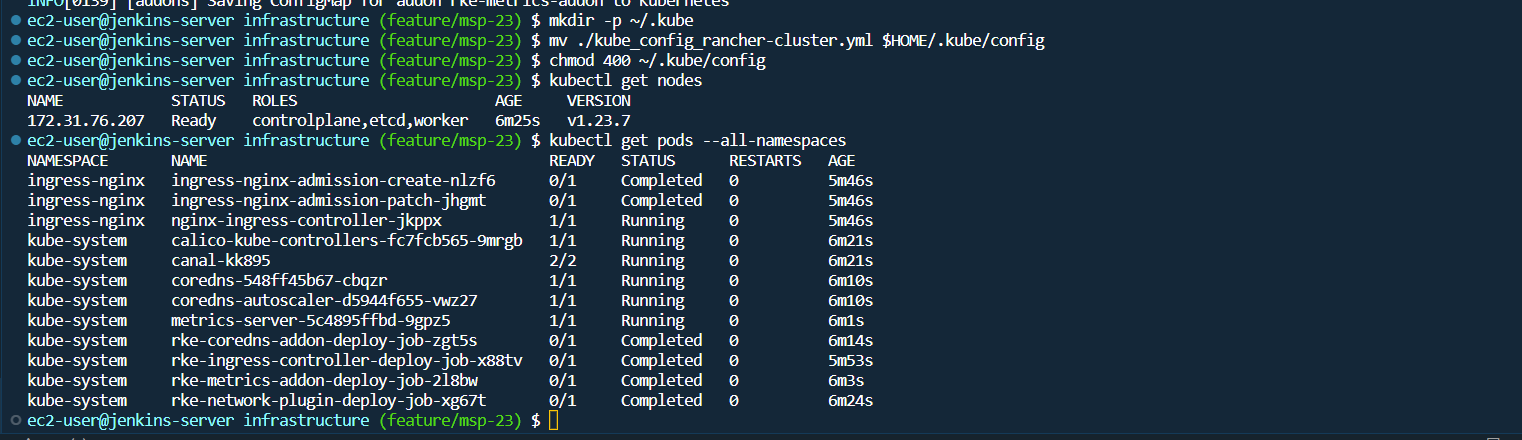 INFO[0139] [addons] Saving ConfigMap for addon rke-metrics-addon to Kubernetes
ec2-user@jenkins-server infrastructure (feature/msp-23) $ mkdir -p ~/.kube
ec2-user@jenkins-server infrastructure (feature/msp-23) $ mv ./kube_config_rancher-cluster.yml $HOME/.kube/config
ec2-user@jenkins-server infrastructure (feature/msp-23) $ chmod 400 ~/.kube/config
ec2-user@jenkins-server infrastructure (feature/msp-23) $ kubectl get nodes
NAME STATUS ROLES AGE VERSION
172.31.76.207 Ready controlplane,etcd,worker 6m25s v1.23.7
ec2-user@jenkins-server infrastructure (feature/msp-23) $ kubectl get pods --all-namespaces
NAMESPACE NAME READY STATUS RESTARTS AGE
ingress-nginx ingress-nginx-admission-create-nlzf6 0/1 Completed 0 5m46s
ingress-nginx ingress-nginx-admission-patch-jhgmt 0/1 Completed 0 5m46s
ingress-nginx nginx-ingress-controller-jkppx 1/1 Running 0 5m46s
kube-system calico-kube-controllers-fc7fcb565-9mrgb 1/1 Running 0 6m21s
kube-system canal-kk895 2/2 Running 0 6m21s
kube-system coredns-548ff45b67-cbqzr 1/1 Running 0 6m10s
kube-system coredns-autoscaler-d5944f655-vwz27 1/1 Running 0 6m10s
kube-system metrics-server-5c4895ffbd-9gpz5 1/1 Running 0 6m1s
kube-system rke-coredns-addon-deploy-job-zgt5s 0/1 Completed 0 6m14s
kube-system rke-ingress-controller-deploy-job-x88tv 0/1 Completed 0 5m53s
kube-system rke-metrics-addon-deploy-job-2l8bw 0/1 Completed 0 6m3s
kube-system rke-network-plugin-deploy-job-xg67t 0/1 Completed 0 6m24s
ec2-user@jenkins-server infrastructure (feature/msp-23) $